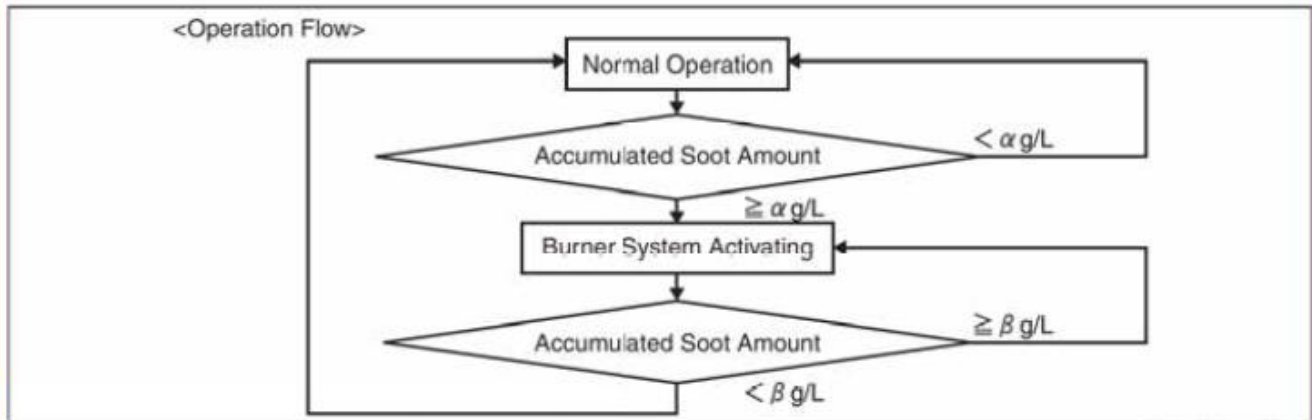 <Operation Flow>
Normal Operation
Accumulated Soot Amount
< α g/L
≧ α g/L
Burner System Activating
Accumulated Soot Amount
≧ β g/L
< β g/L